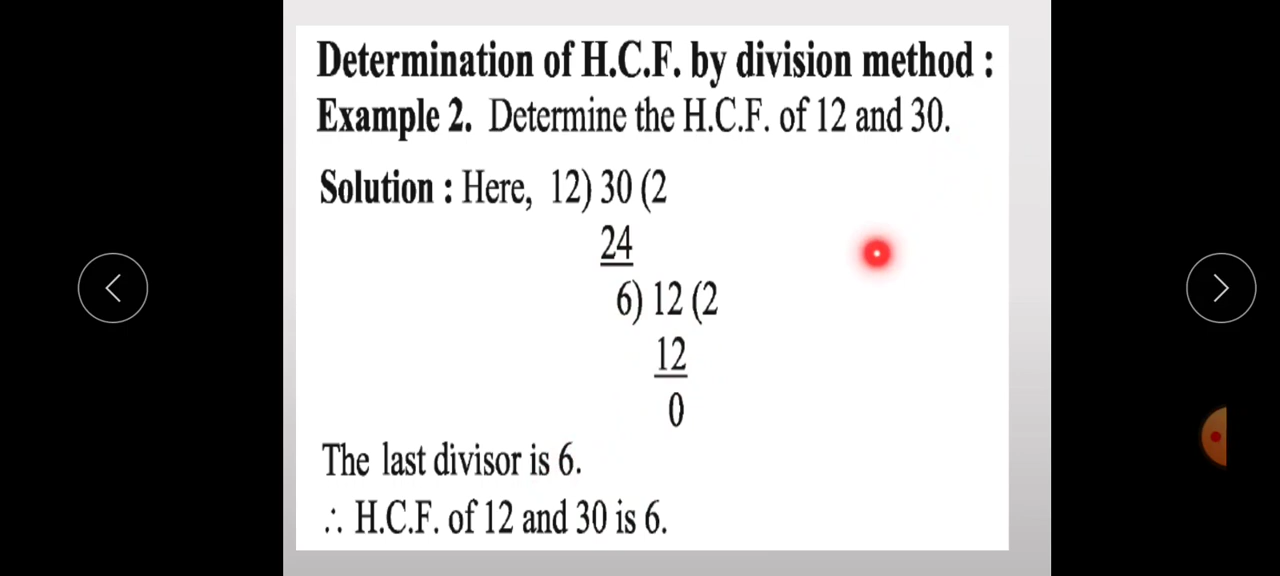 Determination of H.C.F. by division method :
Example 2. Determine the H.C.F. of 12 and 30.
Solution : Here, 12) 30 (2
24
6) 12 (2
12
0
The last divisor is 6.
∴ H.C.F. of 12 and 30 is 6.